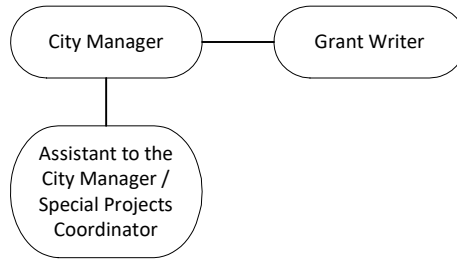 City Manager
Grant Writer
Assistant to the
City Manager /
Special Projects
Coordinator